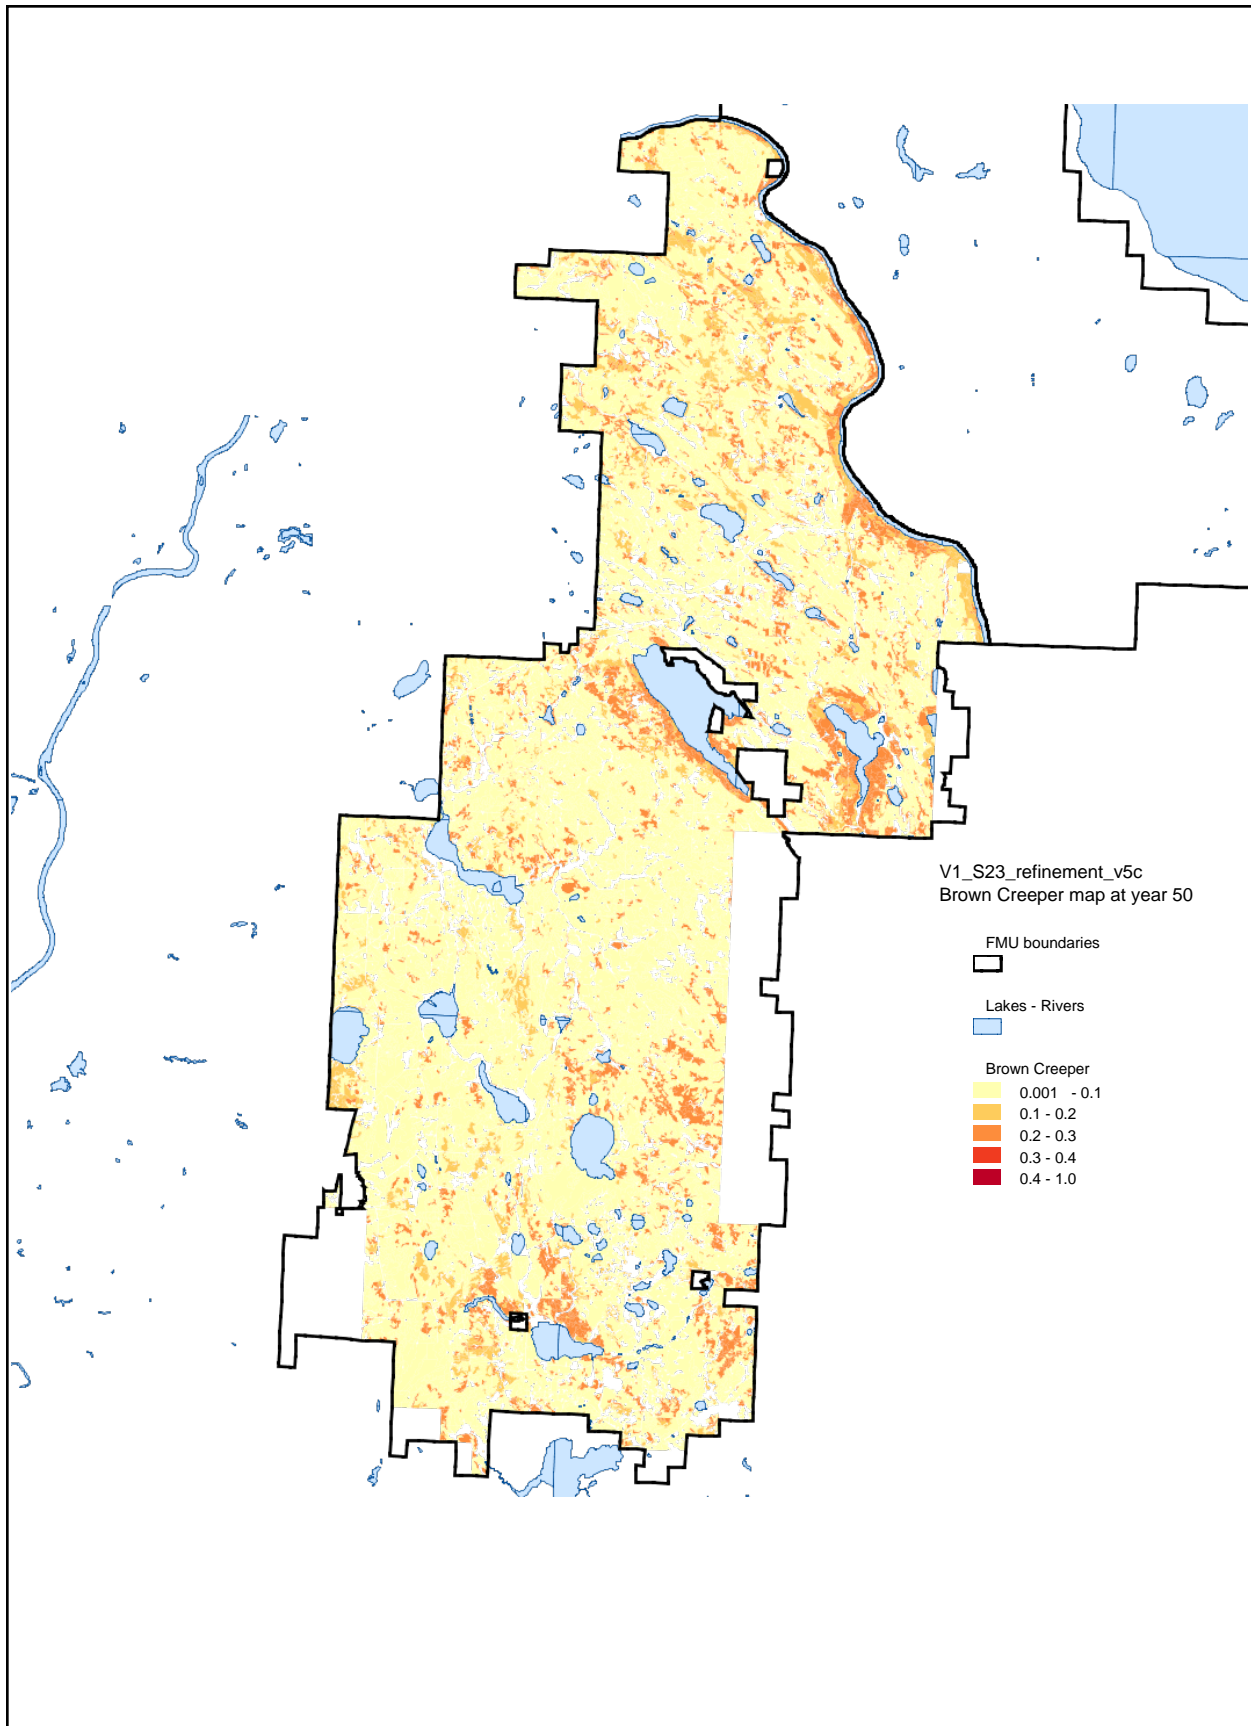 V1_S23_refinement_v5c
Brown Creeper map at year 50
FMU boundaries
Lakes - Rivers
Brown Creeper
0.001 - 0.1
0.1 - 0.2
0.2 - 0.3
0.3 - 0.4
0.4 - 1.0